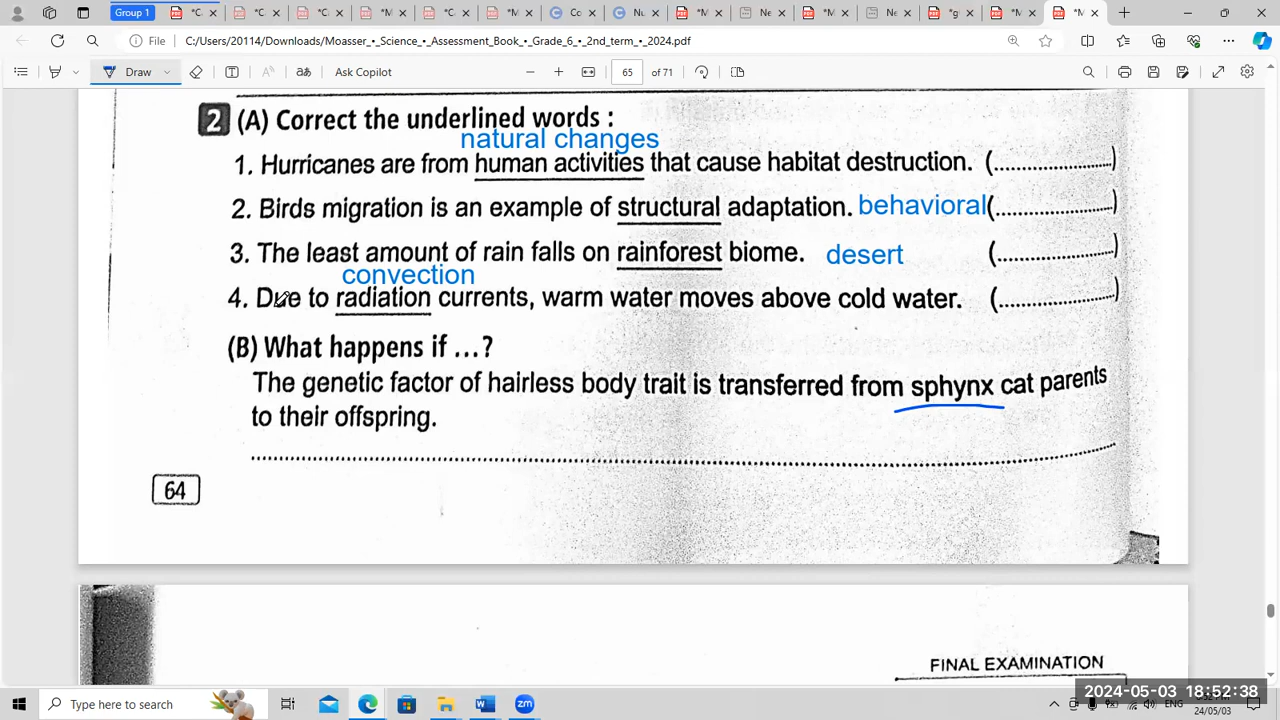 Group 1
File C:/Users/20114/Downloads/Moasser_•_Science_•_Assessment_Book_•_Grade_6_•_2nd_term_•_2024.pdf
Draw aあ Ask Copilot 65 of 71
2 (A) Correct the underlined words :
natural changes
1. Hurricanes are from human activities that cause habitat destruction. (......................)
2. Birds migration is an example of structural adaptation. behavioral (......................)
3. The least amount of rain falls on rainforest biome. desert (......................)
convection
4. Due to radiation currents, warm water moves above cold water. (......................)
(B) What happens if ...?
The genetic factor of hairless body trait is transferred from sphynx cat parents
to their offspring.
64
FINAL EXAMINATION
2024-05-03 18:52:38
Type here to search ENG
24/05/03